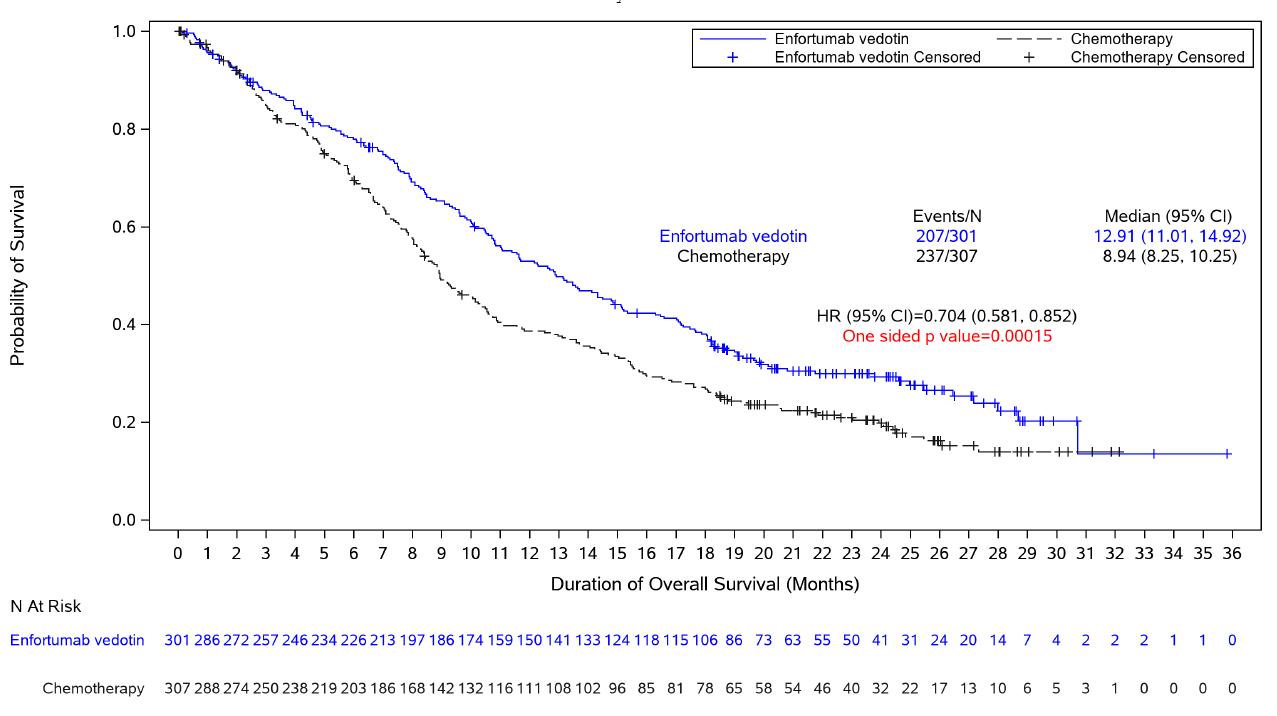 Enfortumab vedotin Chemotherapy
Enfortumab vedotin Censored Chemotherapy Censored
1.0
0.8
0.6
0.4
0.2
0.0
Probability of Survival
Events/N Median (95% CI)
Enfortumab vedotin 207/301 12.91 (11.01, 14.92)
Chemotherapy 237/307 8.94 (8.25, 10.25)
HR (95% CI)=0.704 (0.581, 0.852)
One sided p value=0.00015
0 1 2 3 4 5 6 7 8 9 10 11 12 13 14 15 16 17 18 19 20 21 22 23 24 25 26 27 28 29 30 31 32 33 34 35 36
Duration of Overall Survival (Months)
N At Risk
Enfortumab vedotin 301 286 272 257 246 234 226 213 197 186 174 159 150 141 133 124 118 115 106 86 73 63 55 50 41 31 24 20 14 7 4 2 2 2 1 1 0
Chemotherapy 307 288 274 250 238 219 203 186 168 142 132 116 111 108 102 96 85 81 78 65 58 54 46 40 32 22 17 13 10 6 5 3 1 0 0 0 0